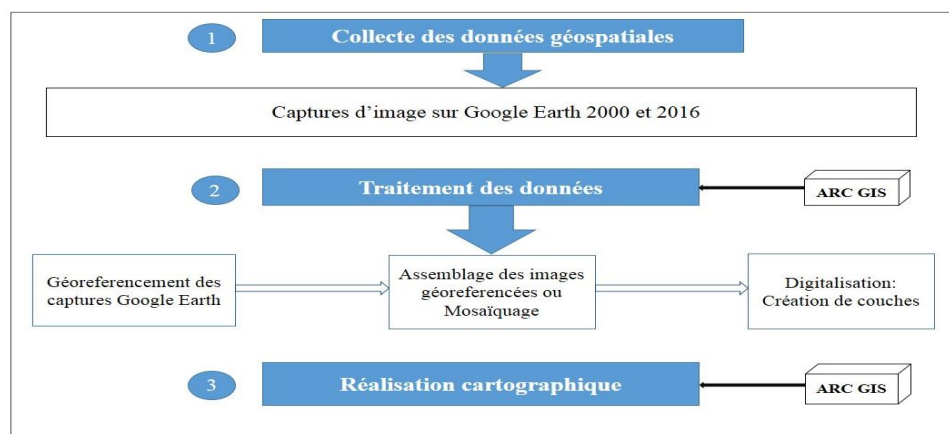 1
Collecte des données géospatiales
Captures d’image sur Google Earth 2000 et 2016
2
Traitement des données
ARC GIS
Géoreferencement des
captures Google Earth
Assemblage des images
géoreferencées ou
Mosaïquage
Digitalisation:
Création de couches
3
Réalisation cartographique
ARC GIS